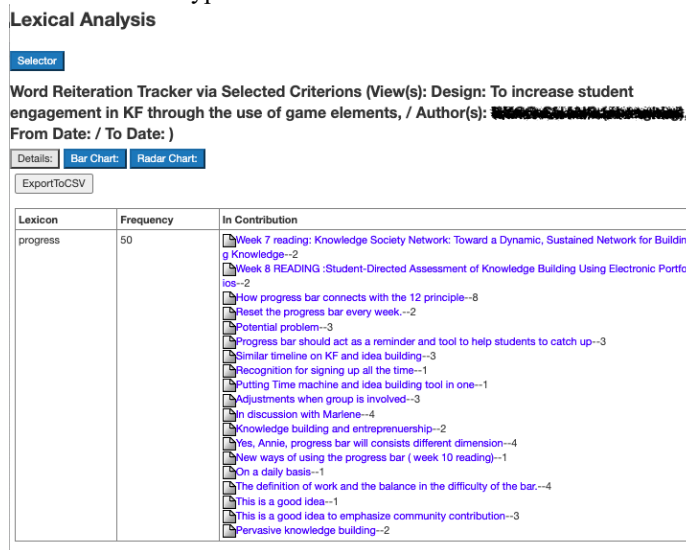 Lexical Analysis
Selector
Word Reiteration Tracker via Selected Criterions (View(s): Design: To increase student
engagement in KF through the use of game elements, / Author(s):
From Date: / To Date: )
Details: Bar Chart: Radar Chart:
ExportToCSV
Lexicon Frequency In Contribution
progress 50 Week 7 reading: Knowledge Society Network: Toward a Dynamic, Sustained Network for Buildin
g Knowledge--2
Week 8 READING :Student-Directed Assessment of Knowledge Building Using Electronic Portfo
ios--2
How progress bar connects with the 12 principle--8
Reset the progress bar every week.--2
Potential problem--3
Progress bar should act as a reminder and tool to help students to catch up--3
Similar timeline on KF and idea building--3
Recognition for signing up all the time--1
Putting Time machine and idea building tool in one--1
Adjustments when group is involved--3
In discussion with Marlene--4
Knowledge building and entreprenuership--2
Yes, Annie, progress bar will consists different dimension--4
New ways of using the progress bar ( week 10 reading)--1
On a daily basis--1
The definition of work and the balance in the difficulty of the bar.--4
This is a good idea--1
This is a good idea to emphasize community contribution--3
Pervasive knowledge building--2